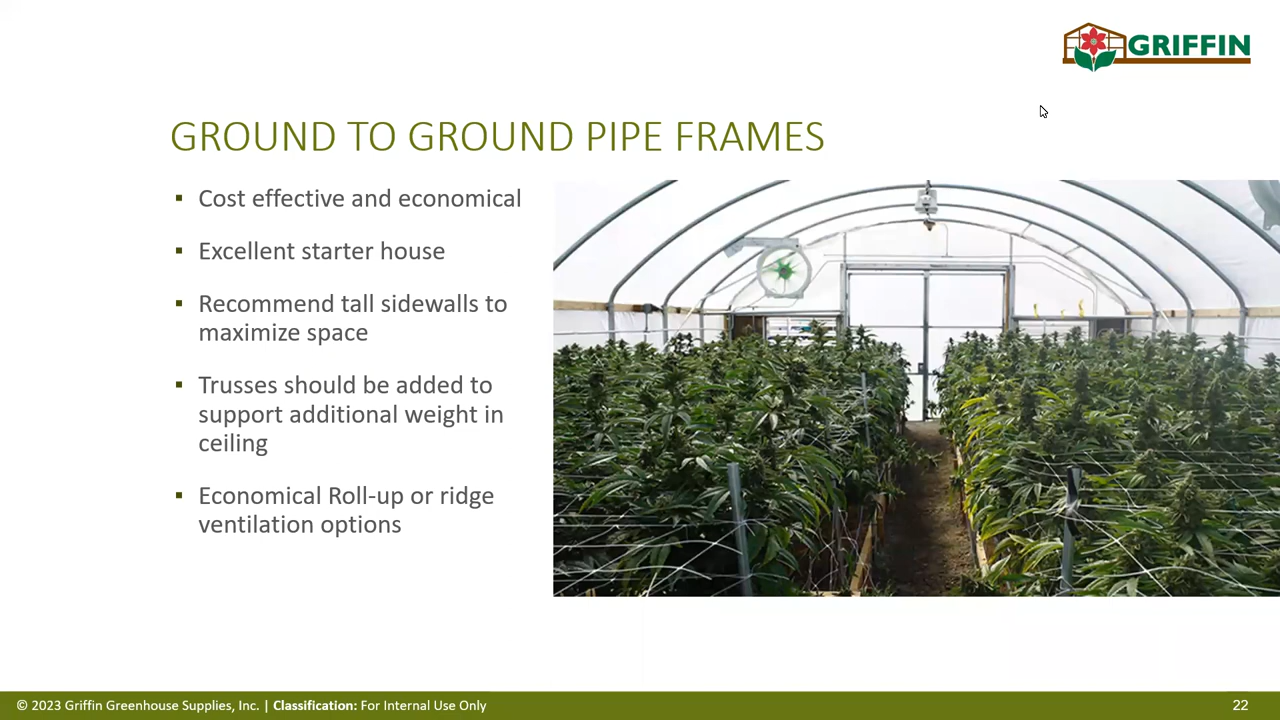 GRIFFIN
GROUND TO GROUND PIPE FRAMES
▪ Cost effective and economical
▪ Excellent starter house
▪ Recommend tall sidewalls to
maximize space
▪ Trusses should be added to
support additional weight in
ceiling
▪ Economical Roll-up or ridge
ventilation options
© 2023 Griffin Greenhouse Supplies, Inc. | Classification: For Internal Use Only
22